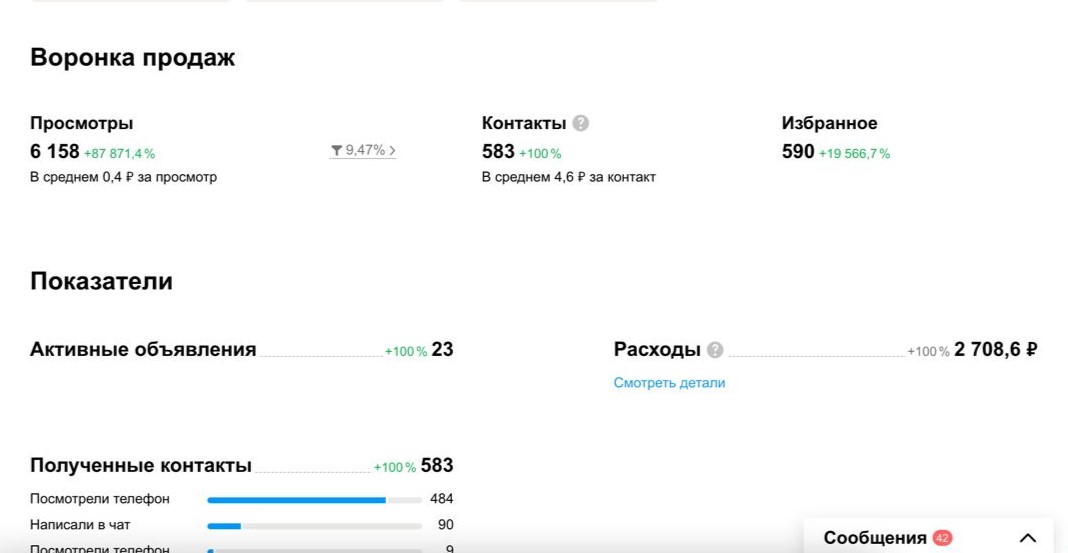 Воронка продаж
Просмотры
6 158 +87 871,4%
9,47%
В среднем 0,4 ₽ за просмотр
Контакты ?
583 +100%
В среднем 4,6 ₽ за контакт
Избранное
590 +19 566,7%
Показатели
Активные объявления +100% 23
Расходы ? +100% 2 708,6 ₽
Смотреть детали
Полученные контакты +100% 583
Посмотрели телефон 484
Написали в чат 90
Посмотрели телефон 9
Сообщения 42